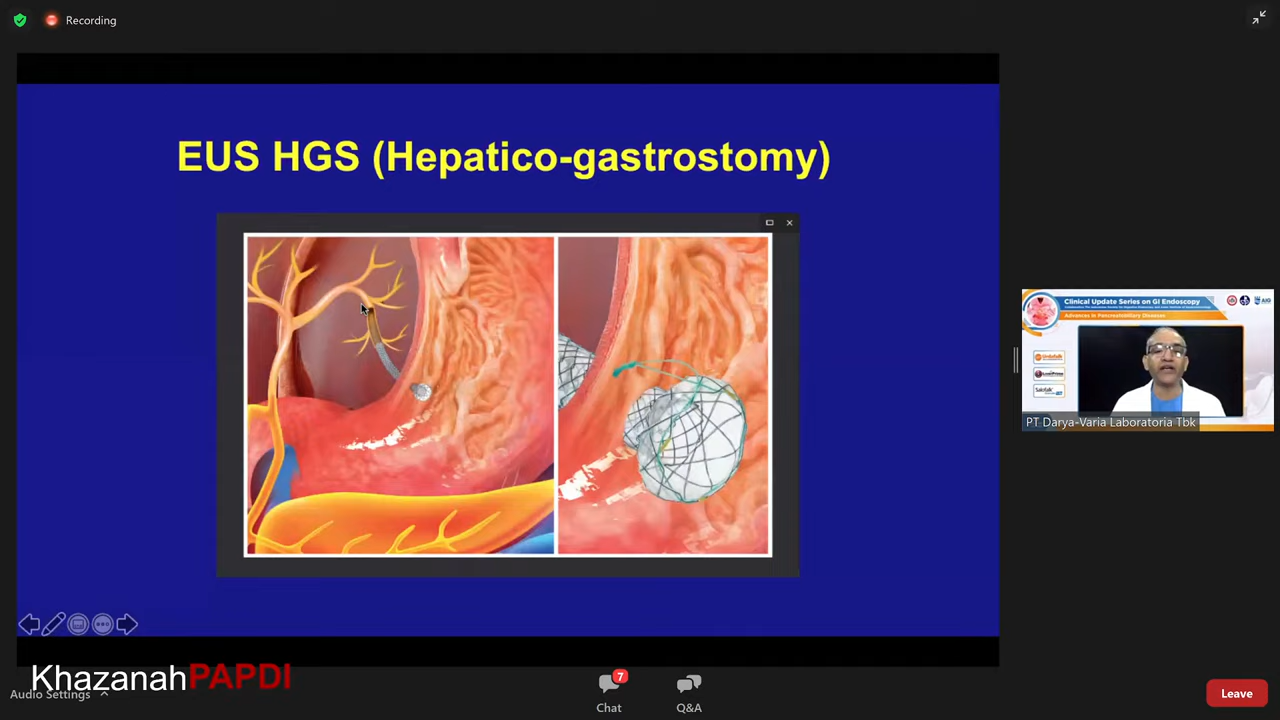 Recording
EUS HGS (Hepatico-gastrostomy)
Clinical Update Series on GI Endoscopy
Advances in Pancreatobiliary Diseases
PT Darya-Varia Laboratoria Tbk
KhazanahPAPDI
Audio Settings
7
Chat
Q&A
Leave